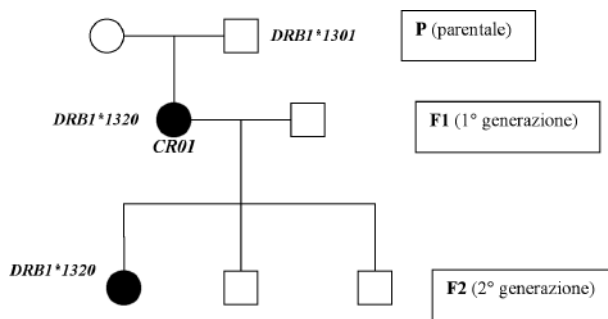 P (parentale)
DRB1*1301
DRB1*1320
F1 (1° generazione)
CR01
DRB1*1320
F2 (2° generazione)